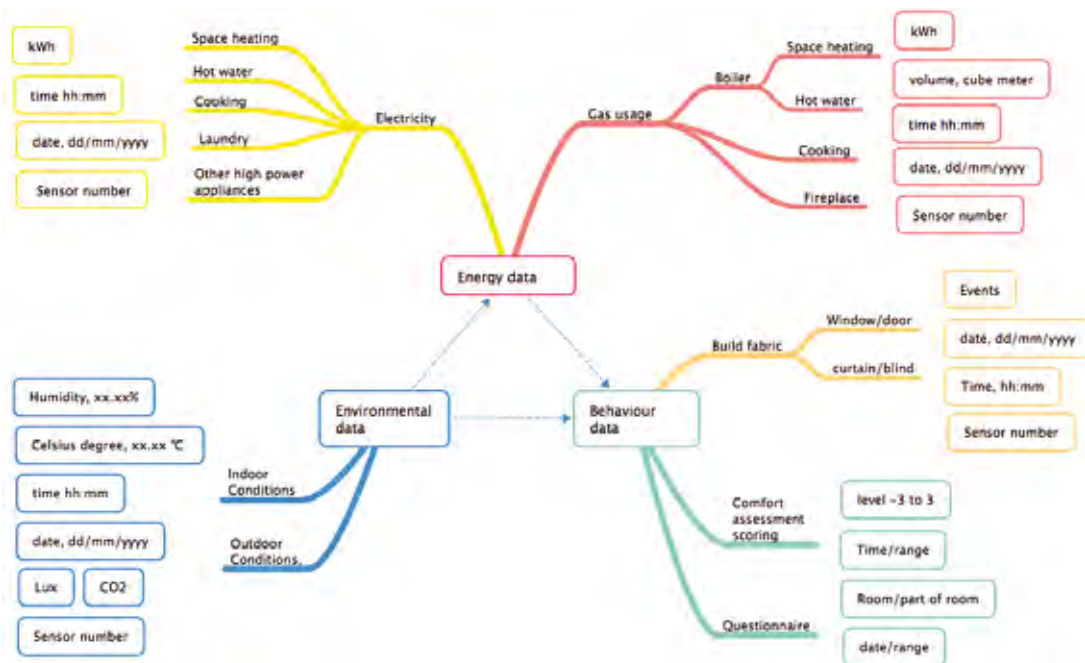 kWh
time hh:mm
date, dd/mm/yyyy
Sensor number
Space heating
Hot water
Cooking
Laundry
Other high power
appliances
Electricity
Gas usage
Boiler
Space heating
Hot water
Cooking
Fireplace
kWh
volume, cube meter
time hh:mm
date, dd/mm/yyyy
Sensor number
Energy data
Environmental
data
Behaviour
data
Build fabric
Window/door
curtain/blind
Events
date, dd/mm/yyyy
Time, hh:mm
Sensor number
Humidity, xx.xx%
Celsius degree, xx.xx ℃
time hh:mm
date, dd/mm/yyyy
Lux
CO2
Sensor number
Indoor
Conditions
Outdoor
Conditions.
Comfort
assessment
scoring
Questionnaire
level -3 to 3
Time/range
Room/part of room
date/range